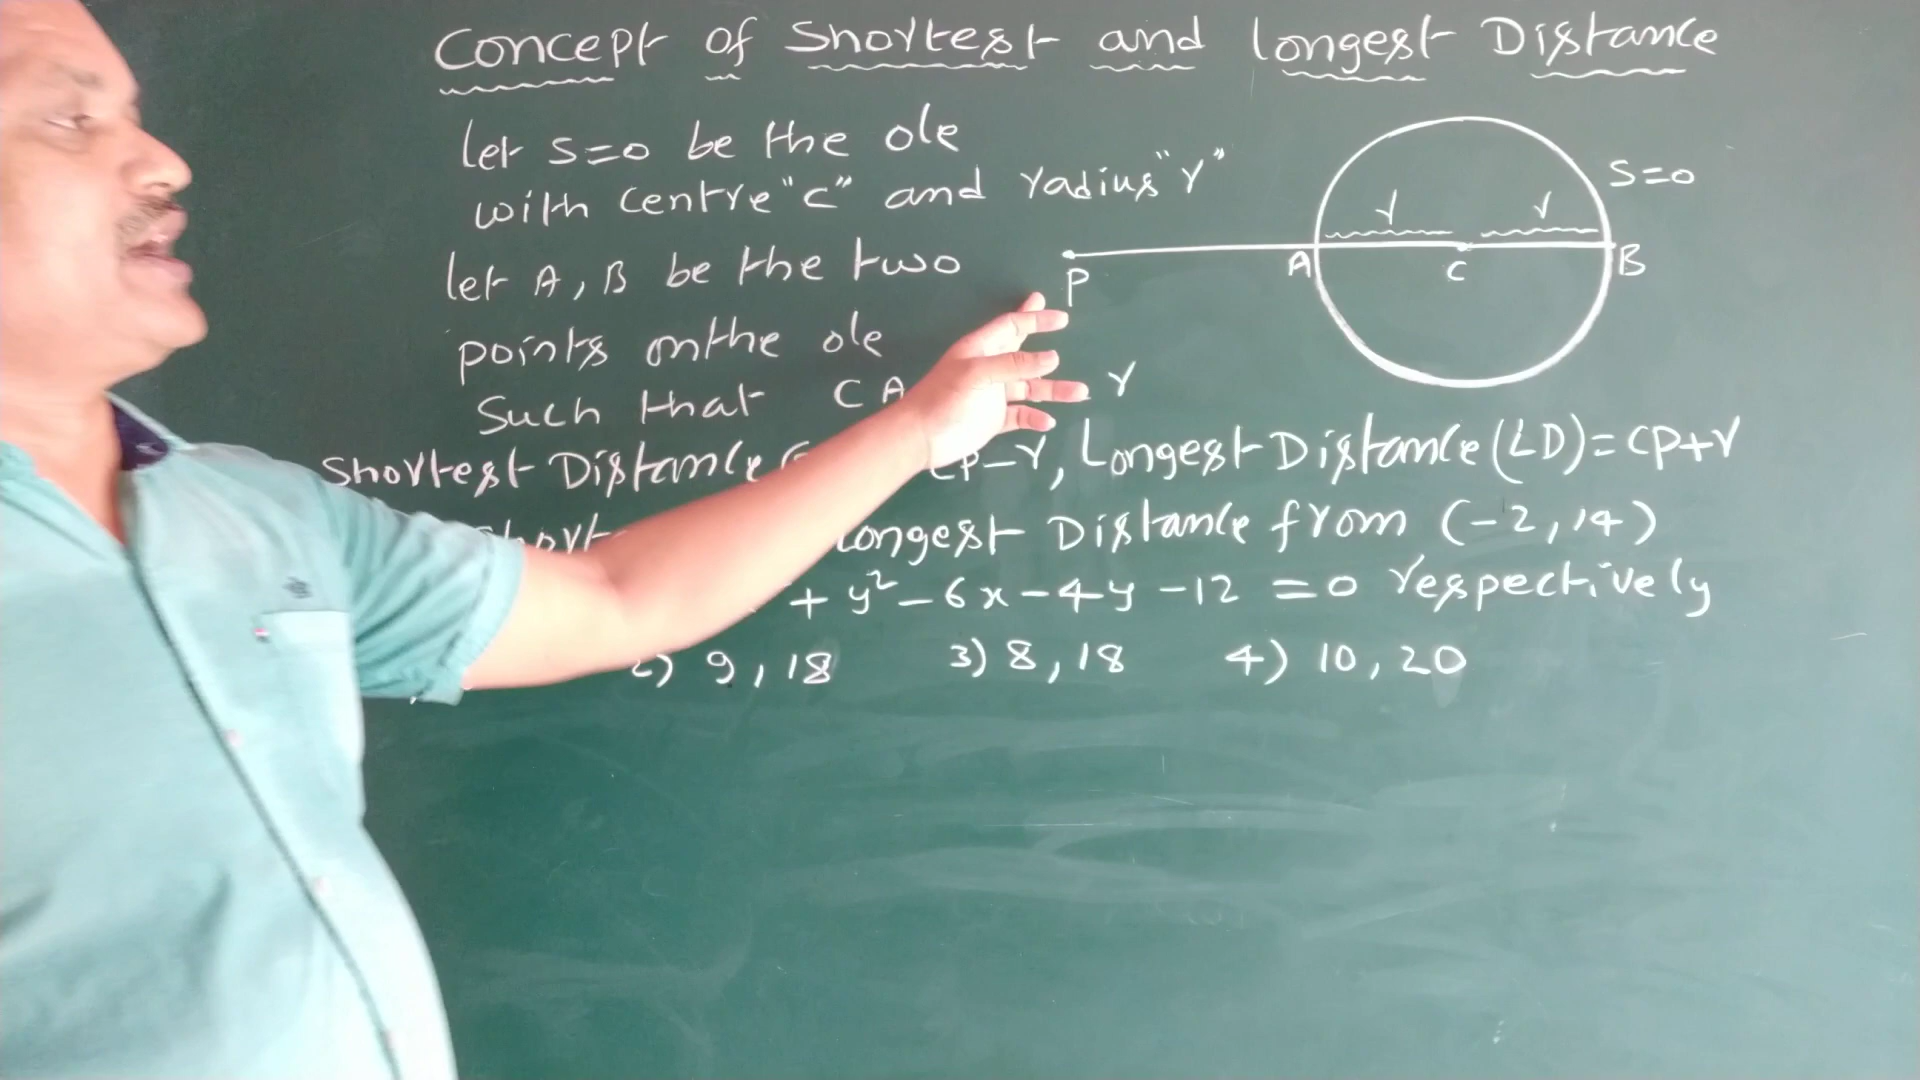 Concept of Shortest and Longest Distance
let S=0 be the ole
with centre "C" and radius "r"
let A, B be the two
points on the ole
Such that CA r
Shortest Distance CP-r, Longest Distance (LD)=CP+r
Longest Distance from (-2,14)
+ y²-6x-4y-12=0 respectively
2) 9,18 3) 8,18 4) 10,20
r r
S=0
P A C B